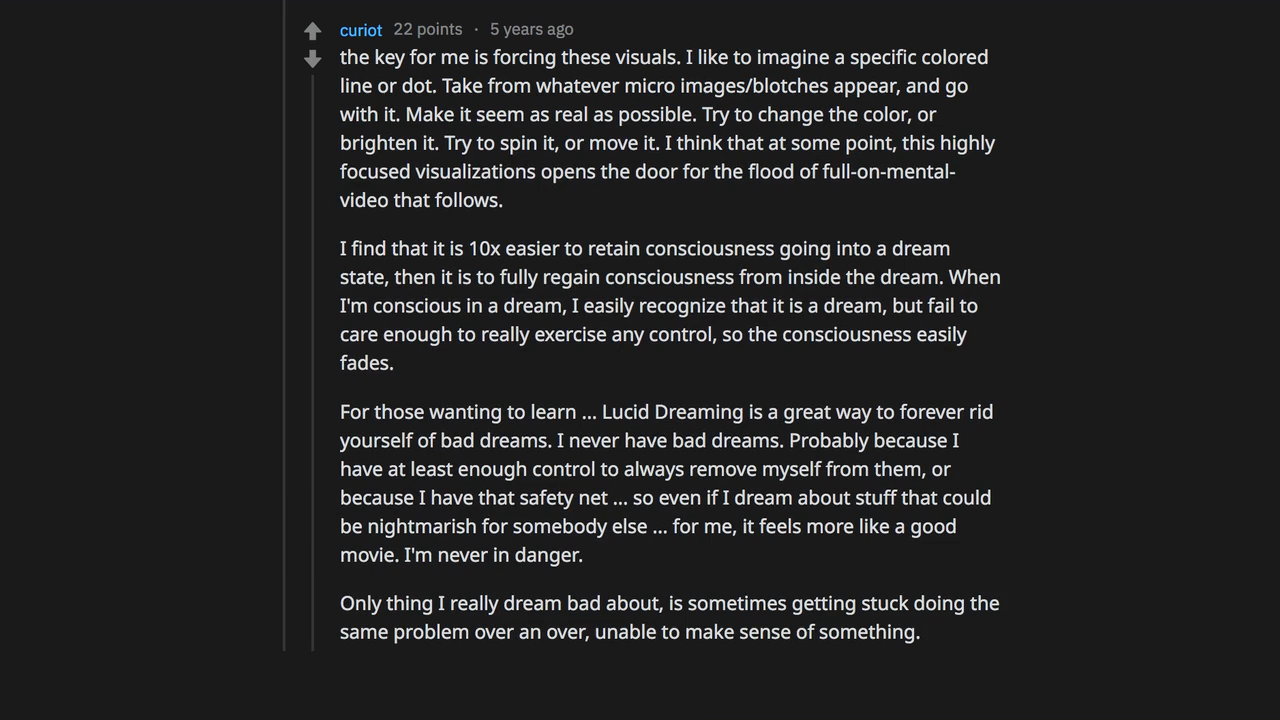 curiot 22 points · 5 years ago
the key for me is forcing these visuals. I like to imagine a specific colored
line or dot. Take from whatever micro images/blotches appear, and go
with it. Make it seem as real as possible. Try to change the color, or
brighten it. Try to spin it, or move it. I think that at some point, this highly
focused visualizations opens the door for the flood of full-on-mental-
video that follows.
I find that it is 10x easier to retain consciousness going into a dream
state, then it is to fully regain consciousness from inside the dream. When
I'm conscious in a dream, I easily recognize that it is a dream, but fail to
care enough to really exercise any control, so the consciousness easily
fades.
For those wanting to learn ... Lucid Dreaming is a great way to forever rid
yourself of bad dreams. I never have bad dreams. Probably because I
have at least enough control to always remove myself from them, or
because I have that safety net ... so even if I dream about stuff that could
be nightmarish for somebody else ... for me, it feels more like a good
movie. I'm never in danger.
Only thing I really dream bad about, is sometimes getting stuck doing the
same problem over an over, unable to make sense of something.